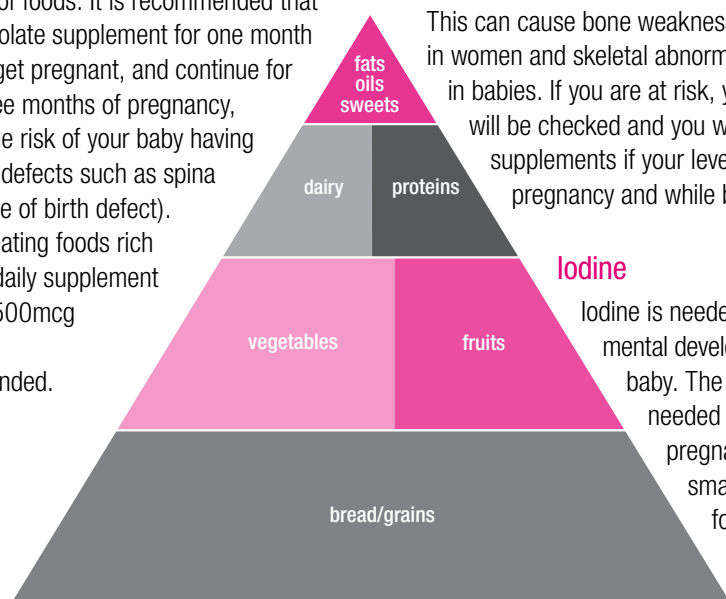 or foods. It is recommended that
olate supplement for one month
get pregnant, and continue for
ee months of pregnancy,
e risk of your baby having
defects such as spina
e of birth defect).
ating foods rich
daily supplement
500mcg
nded.
fats
oils
sweets
dairy
proteins
vegetables
fruits
bread/grains
This can cause bone weakness
in women and skeletal abnorm
in babies. If you are at risk, y
will be checked and you w
supplements if your leve
pregnancy and while b
Iodine
Iodine is neede
mental devel
baby. The
needed
pregna
sma
fo